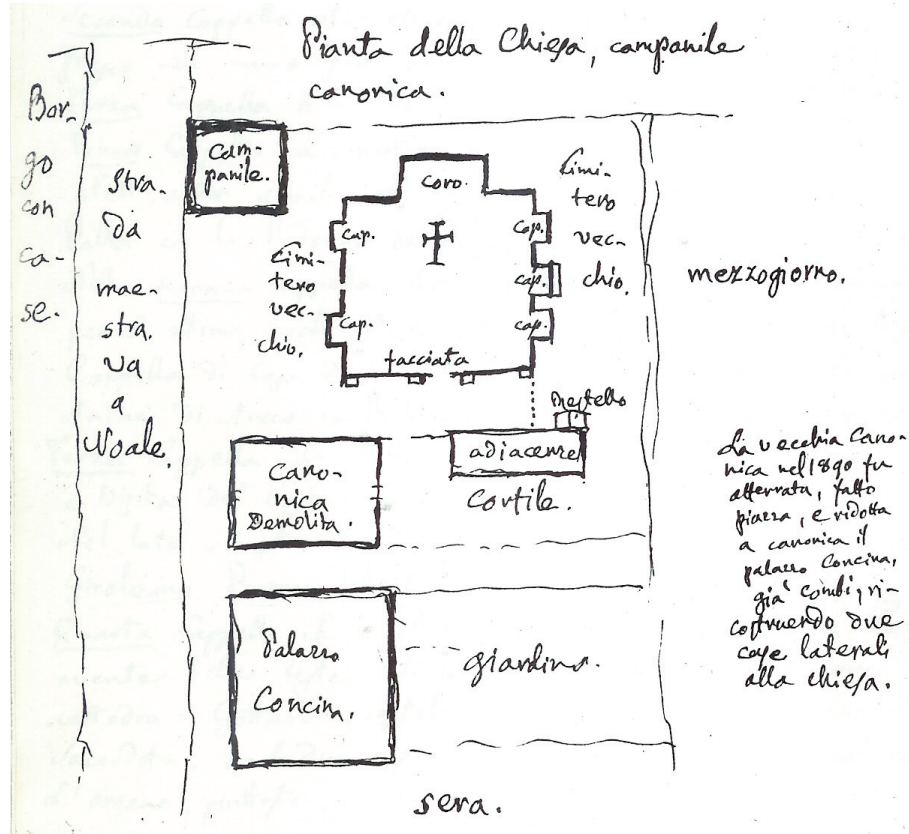 Pianta della Chiesa, campanile
canonica.
Bor-
go
con
ca-
se.
stra-
da
mae-
stra.
va
a
Noale.
Cam-
panile.
coro.
cap.
cap.
cap.
cap.
cap.
Cimi-
tero
vec-
chio.
Cimi-
tero
vec-
chio.
mezzogiorno.
facciata
adiacenze
Cano-
nica
Demolita.
Cortile.
La vecchia Cano-
nica nel 1890 fu
atterrata, fatto
piazza, e ridotta
a canonica il
palazzo Concina,
già Combi, ri-
costruendo due
case laterali
alla chiesa.
Palazzo
Concina.
giardino.
sera.